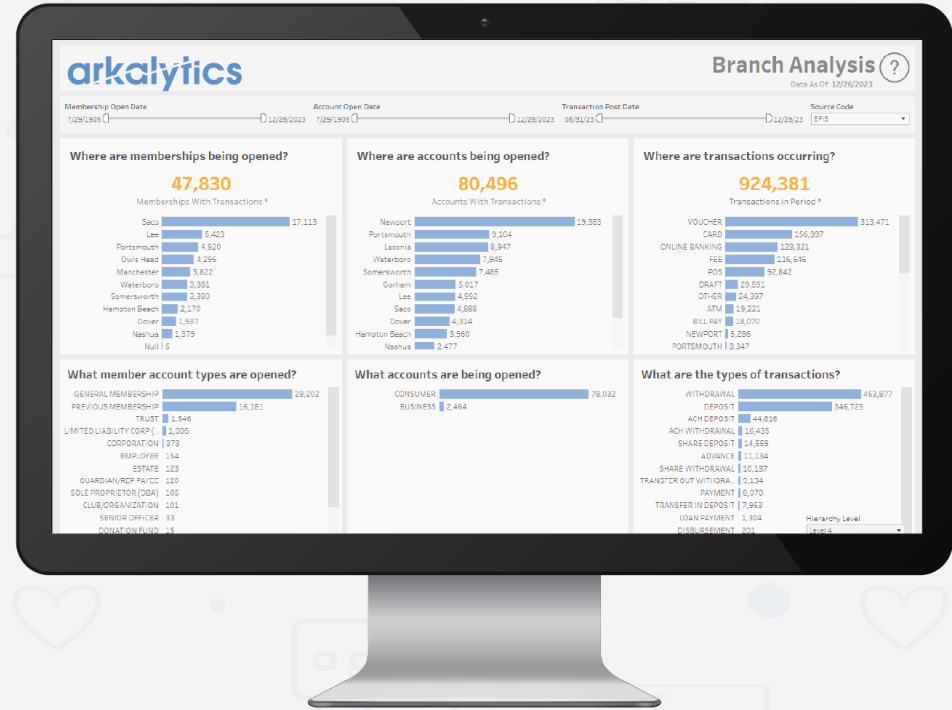 arkalytics
Branch Analysis ?
Data As Of: 12/26/2023
Membership Open Date
7/29/1905 12/26/2023
Account Open Date
7/29/1905 12/26/2023
Transaction Post Date
08/31/23 12/26/23
Source Code
EPIS
Where are memberships being opened?
47,830
Memberships With Transactions *
Saco 17,113
Lee 5,423
Portsmouth 4,920
Owls Head 4,296
Manchester 3,822
Waterboro 3,381
Somersworth 3,380
Hampton Beach 2,170
Dover 1,937
Nashua 1,379
Null 5
Where are accounts being opened?
80,496
Accounts With Transactions *
Newport 19,383
Portsmouth 9,104
Laconia 8,947
Waterboro 7,946
Somersworth 7,485
Gorham 5,017
Lee 4,992
Saco 4,888
Dover 4,314
Hampton Beach 3,960
Nashua 2,477
Where are transactions occurring?
924,381
Transactions in Period *
VOUCHER 313,471
CARD 156,997
ONLINE BANKING 123,321
FEE 116,646
POS 92,842
DRAFT 29,591
OTHER 24,397
ATM 19,221
BILL PAY 18,070
NEWPORT 5,286
PORTSMOUTH 3,347
What member account types are opened?
GENERAL MEMBERSHIP 28,202
PREVIOUS MEMBERSHIP 16,181
TRUST 1,546
LIMITED LIABILITY CORP (.. 1,006
CORPORATION 373
EMPLOYEE 154
ESTATE 123
GUARDIAN/REP PAYEE 120
SOLE PROPRIETOR (DBA) 105
CLUB/ORGANIZATION 101
SENIOR OFFICER 33
DONATION FUND 15
What accounts are being opened?
CONSUMER 78,032
BUSINESS 2,464
What are the types of transactions?
WITHDRAWAL 453,877
DEPOSIT 346,723
ACH DEPOSIT 44,816
ACH WITHDRAWAL 16,435
SHARE DEPOSIT 14,559
ADVANCE 11,134
SHARE WITHDRAWAL 10,137
TRANSFER OUT WITHDRA..
PAYMENT 8,070
TRANSFER IN DEPOSIT 7,953
LOAN PAYMENT 1,304
DISBURSEMENT 201
Hierarchy Level
Level 4